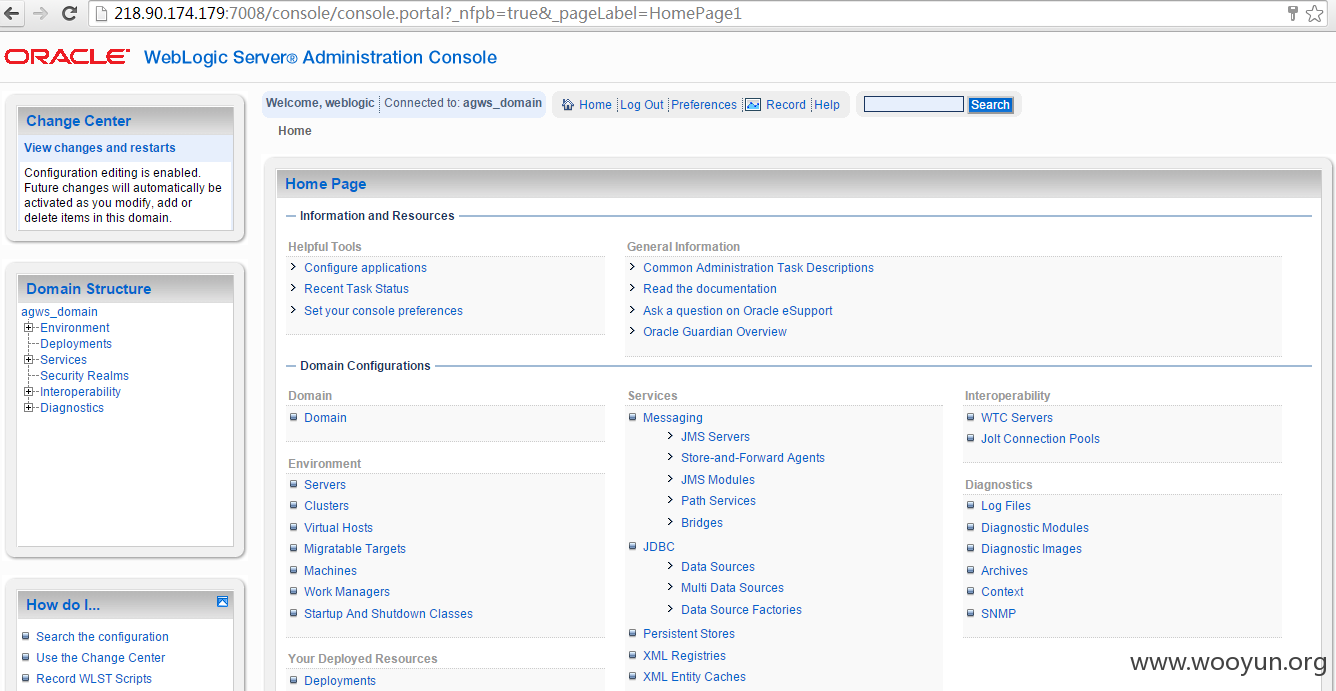 218.90.174.179:7008/console/console.portal?_nfpb=true&_pageLabel=HomePage1
ORACLE® WebLogic Server® Administration Console
Change Center
View changes and restarts
Configuration editing is enabled.
Future changes will automatically be
activated as you modify, add or
delete items in this domain.
Domain Structure
agws_domain
Environment
Deployments
Services
Security Realms
Interoperability
Diagnostics
How do I...
Search the configuration
Use the Change Center
Record WLST Scripts
Welcome, weblogic
Connected to: agws_domain
Home
Log Out
Preferences
Record
Help
Search
Home
Home Page
Information and Resources
Helpful Tools
Configure applications
Recent Task Status
Set your console preferences
General Information
Common Administration Task Descriptions
Read the documentation
Ask a question on Oracle eSupport
Oracle Guardian Overview
Domain Configurations
Domain
Domain
Environment
Servers
Clusters
Virtual Hosts
Migratable Targets
Machines
Work Managers
Startup And Shutdown Classes
Your Deployed Resources
Deployments
Services
Messaging
JMS Servers
Store-and-Forward Agents
JMS Modules
Path Services
Bridges
JDBC
Data Sources
Multi Data Sources
Data Source Factories
Persistent Stores
XML Registries
XML Entity Caches
Interoperability
WTC Servers
Jolt Connection Pools
Diagnostics
Log Files
Diagnostic Modules
Diagnostic Images
Archives
Context
SNMP
www.wooyun.org